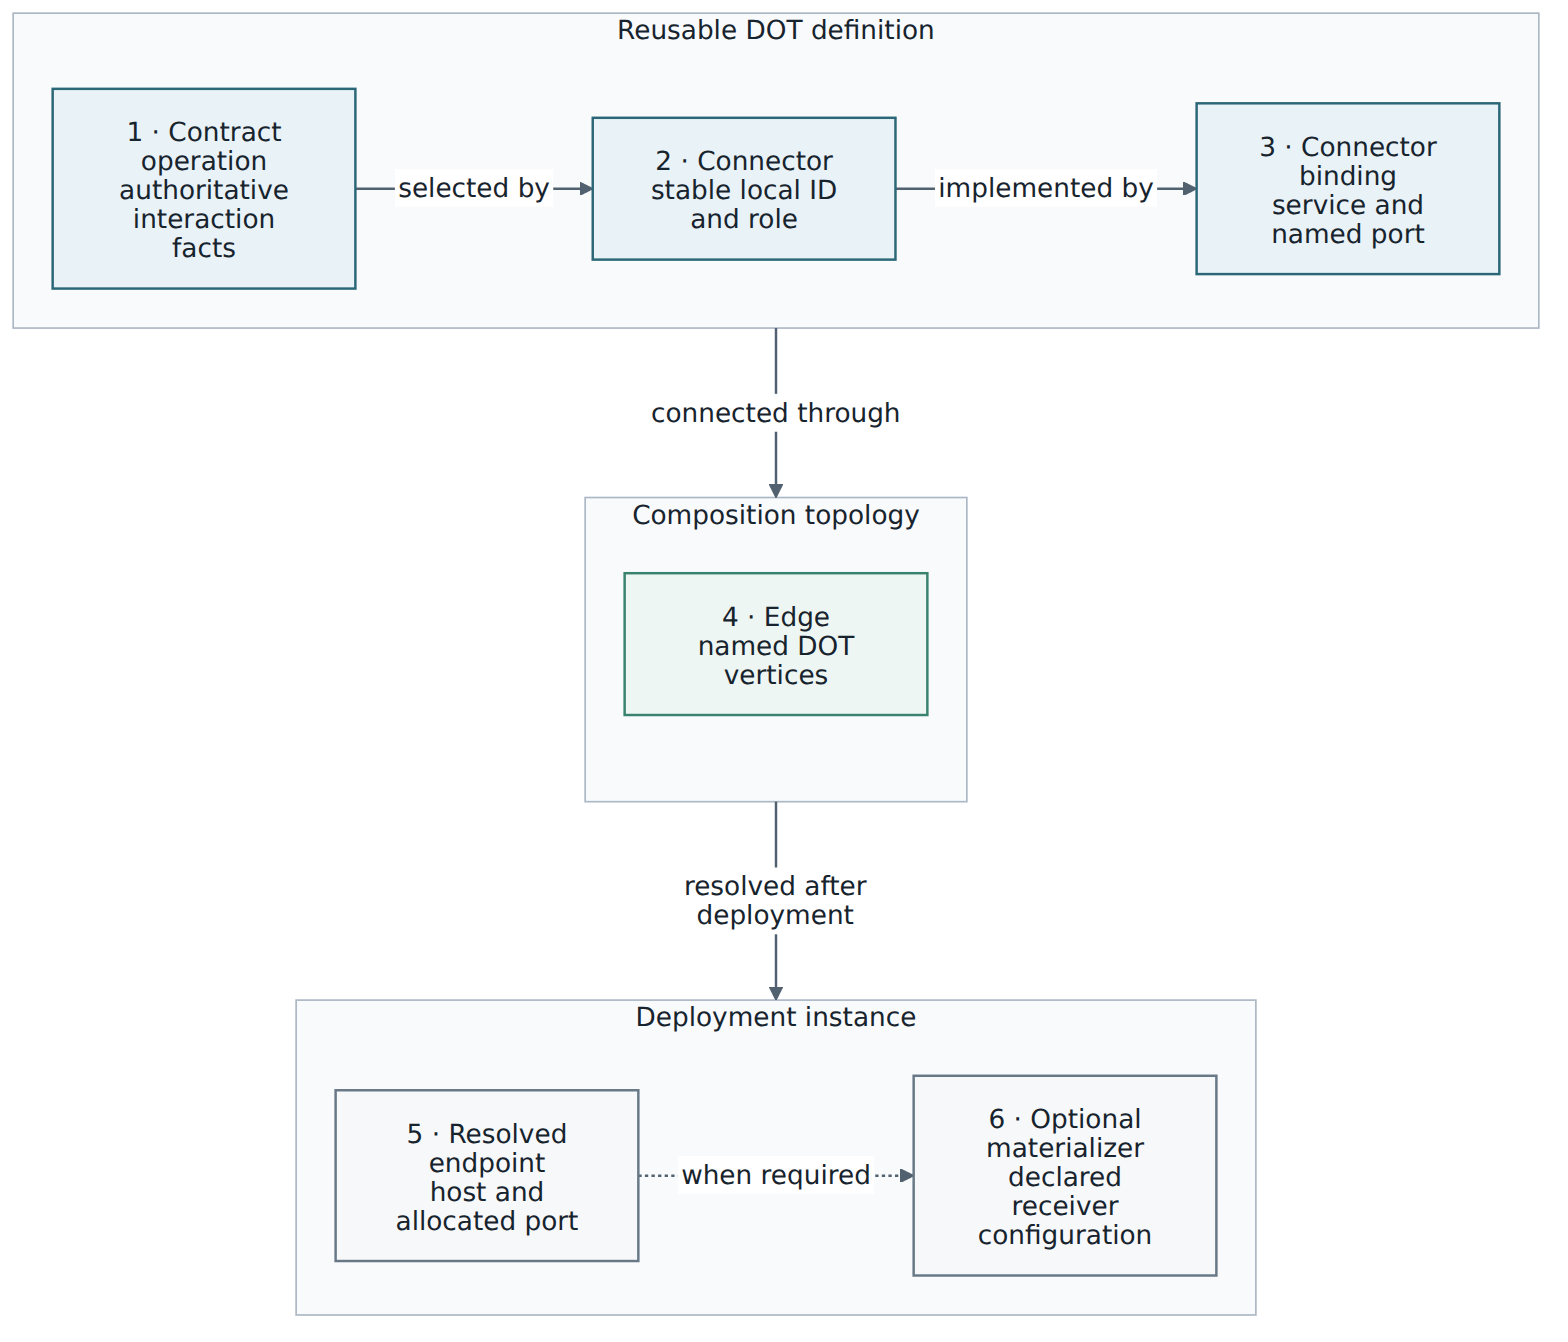 Reusable DOT definition
1 · Contract
operation
authoritative
interaction
facts
selected by
2 · Connector
stable local ID
and role
implemented by
3 · Connector
binding
service and
named port
connected through
Composition topology
4 · Edge
named DOT
vertices
resolved after
deployment
Deployment instance
5 · Resolved
endpoint
host and
allocated port
when required
6 · Optional
materializer
declared
receiver
configuration